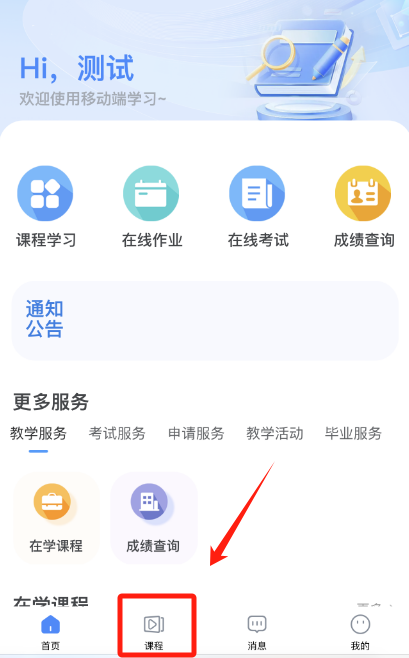 Hi，测试
欢迎使用移动端学习~
课程学习 在线作业 在线考试 成绩查询
通知
公告
更多服务
教学服务 考试服务 申请服务 教学活动 毕业服务
在学课程 成绩查询
在学课程
首页 课程 消息 我的